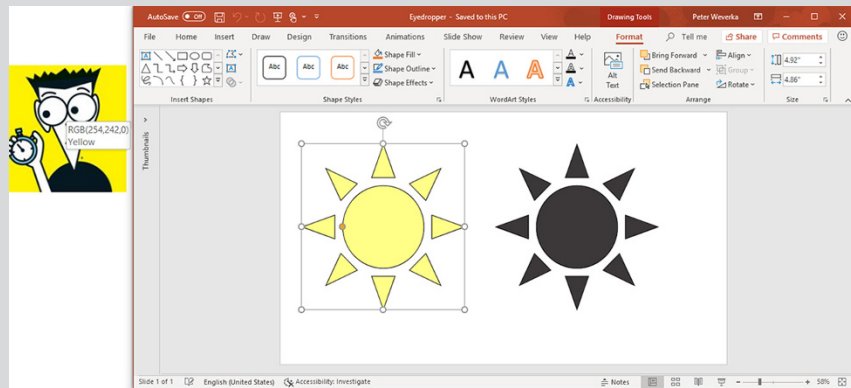 AutoSave Off Eyedropper - Saved to this PC Drawing Tools Peter Weverka
File Home Insert Draw Design Transitions Animations Slide Show Review View Help Format Tell me Share Comments
Abc Abc Abc
Shape Fill
Shape Outline
Shape Effects
A A A
A
A
A
Alt
Text
Bring Forward
Send Backward
Selection Pane
Align
Group
Rotate
4.92"
4.86"
Insert Shapes Shape Styles WordArt Styles Accessibility Arrange Size
RGB(254,242,0)
Yellow
Thumbnails
Slide 1 of 1 English (United States) Accessibility: Investigate Notes 58%